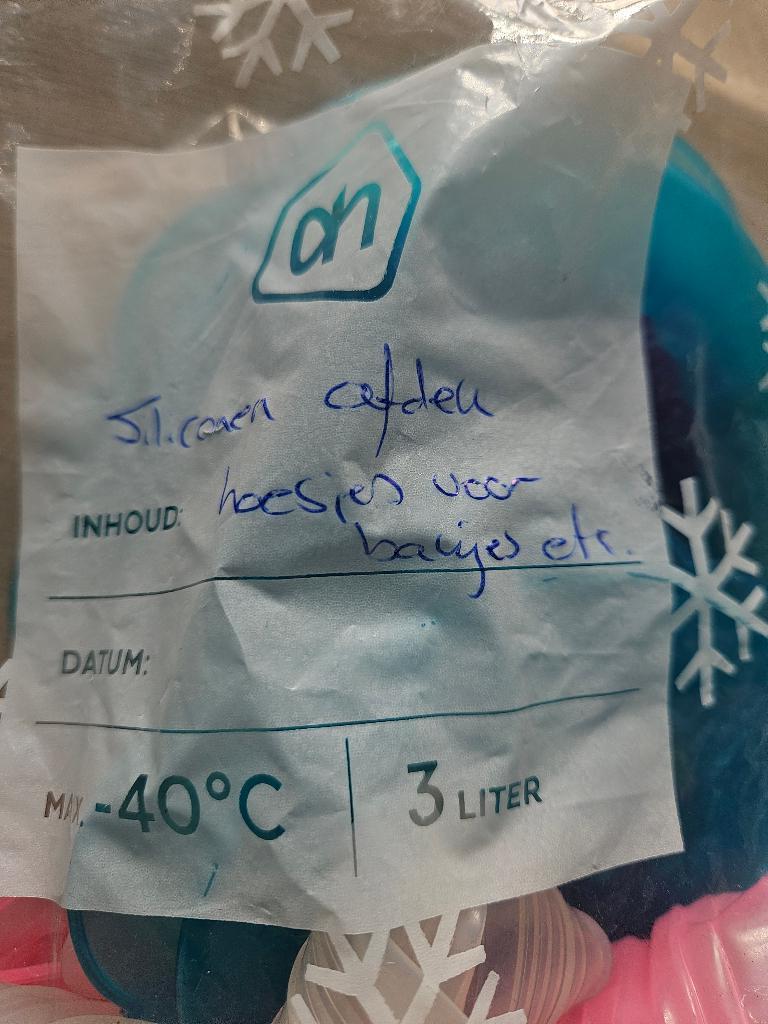 ah
Siliconen afdek
INHOUD: hoesjes voor
bakjes etc.
DATUM:
MAX. -40°C | 3 LITER